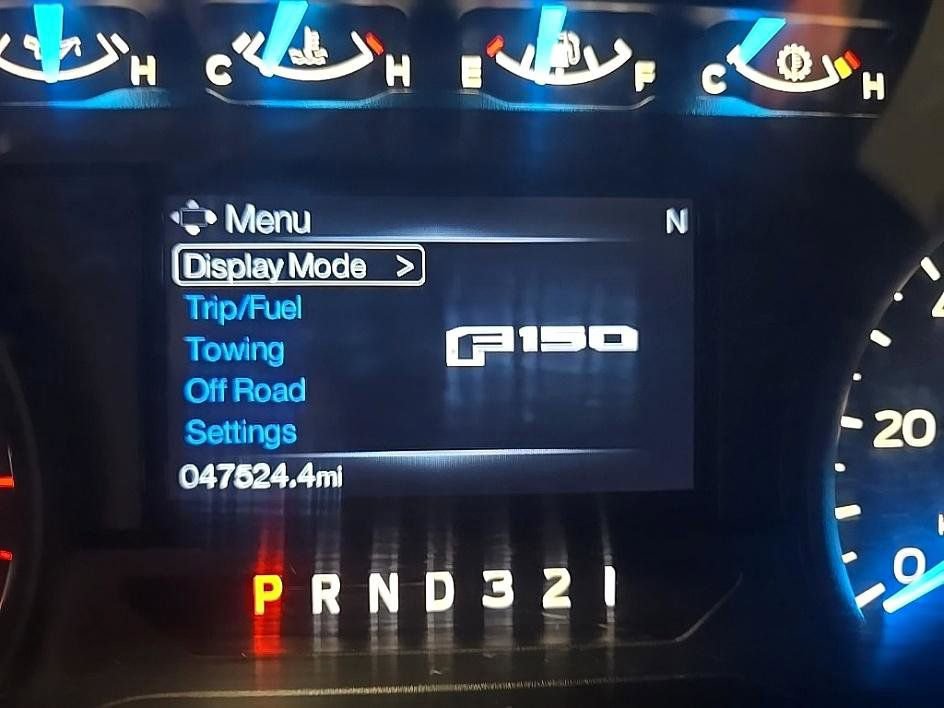 H C H E F C H
Menu N
Display Mode >
Trip/Fuel
Towing
F150
Off Road
Settings
047524.4mi
20
0
P R N D 3 2 1